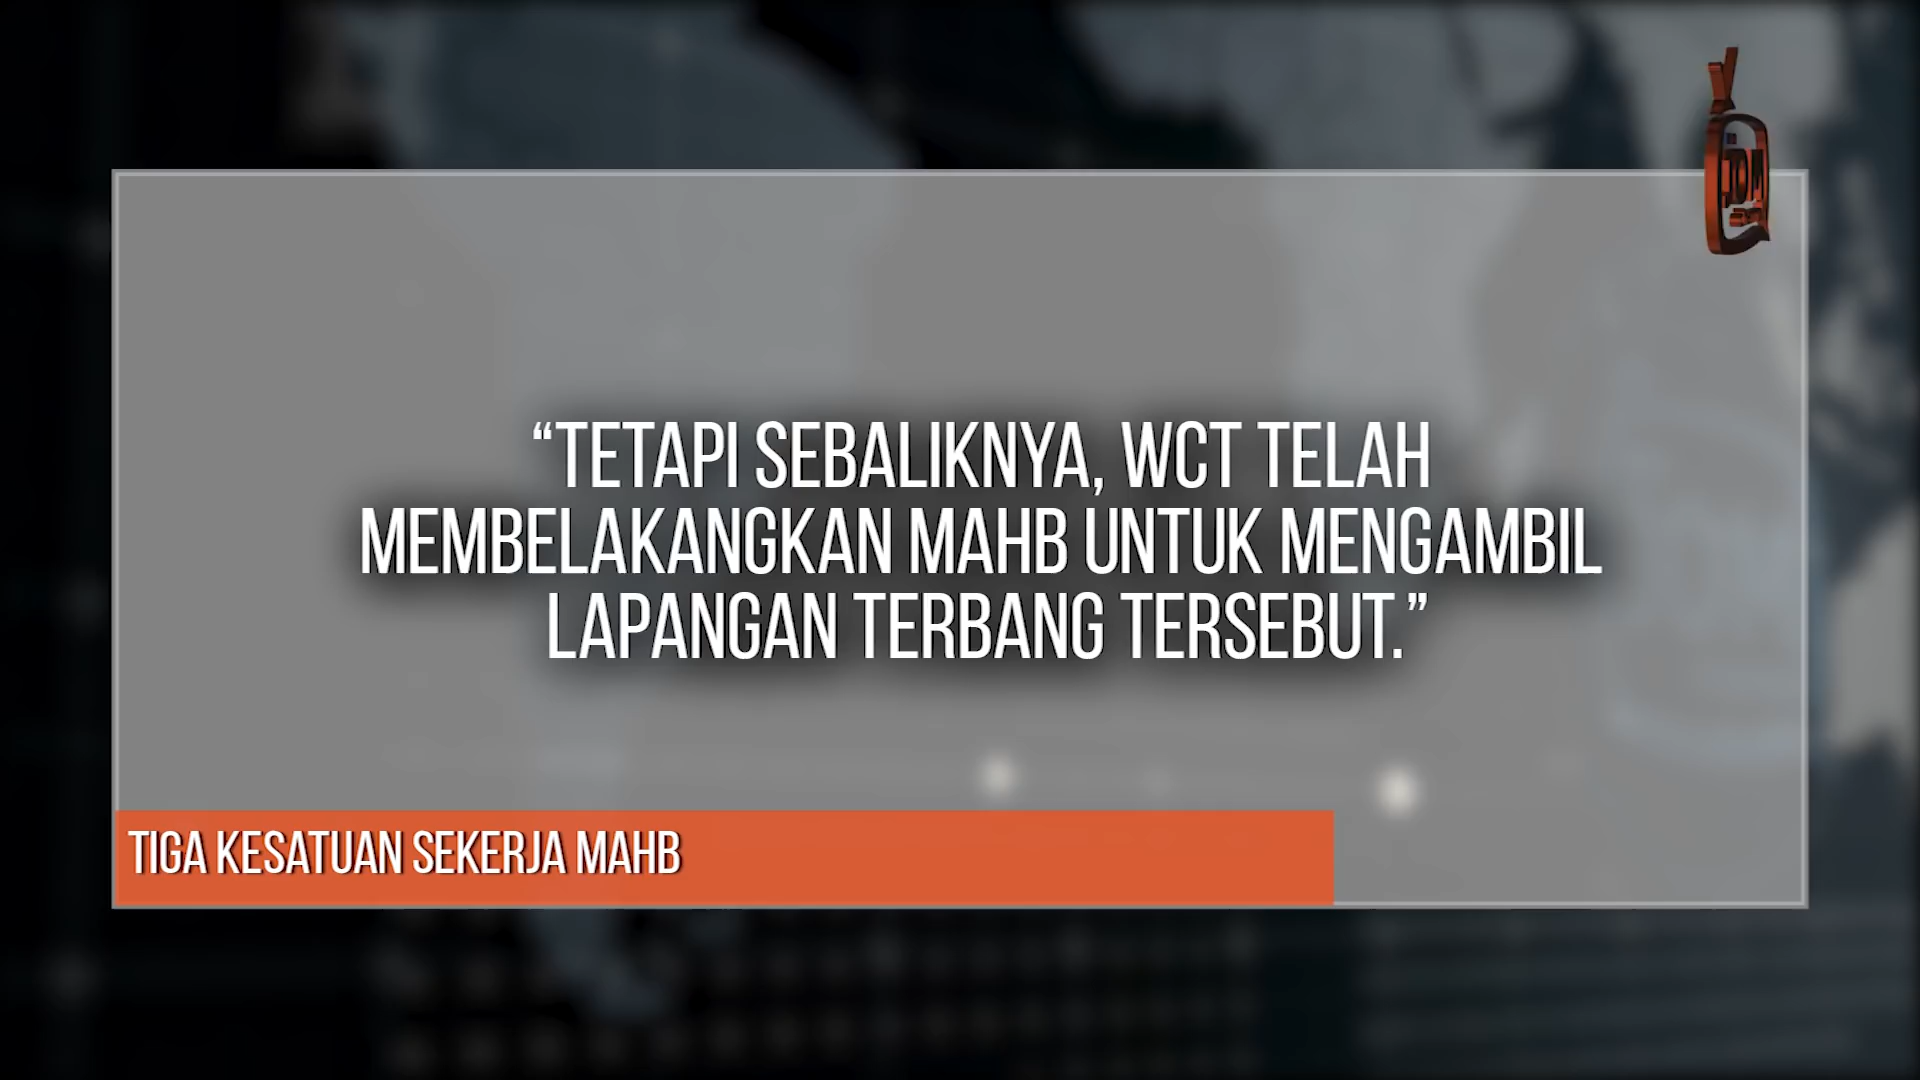 “TETAPI SEBALIKNYA, WCT TELAH
MEMBELAKANGKAN MAHB UNTUK MENGAMBIL
LAPANGAN TERBANG TERSEBUT.”
TIGA KESATUAN SEKERJA MAHB